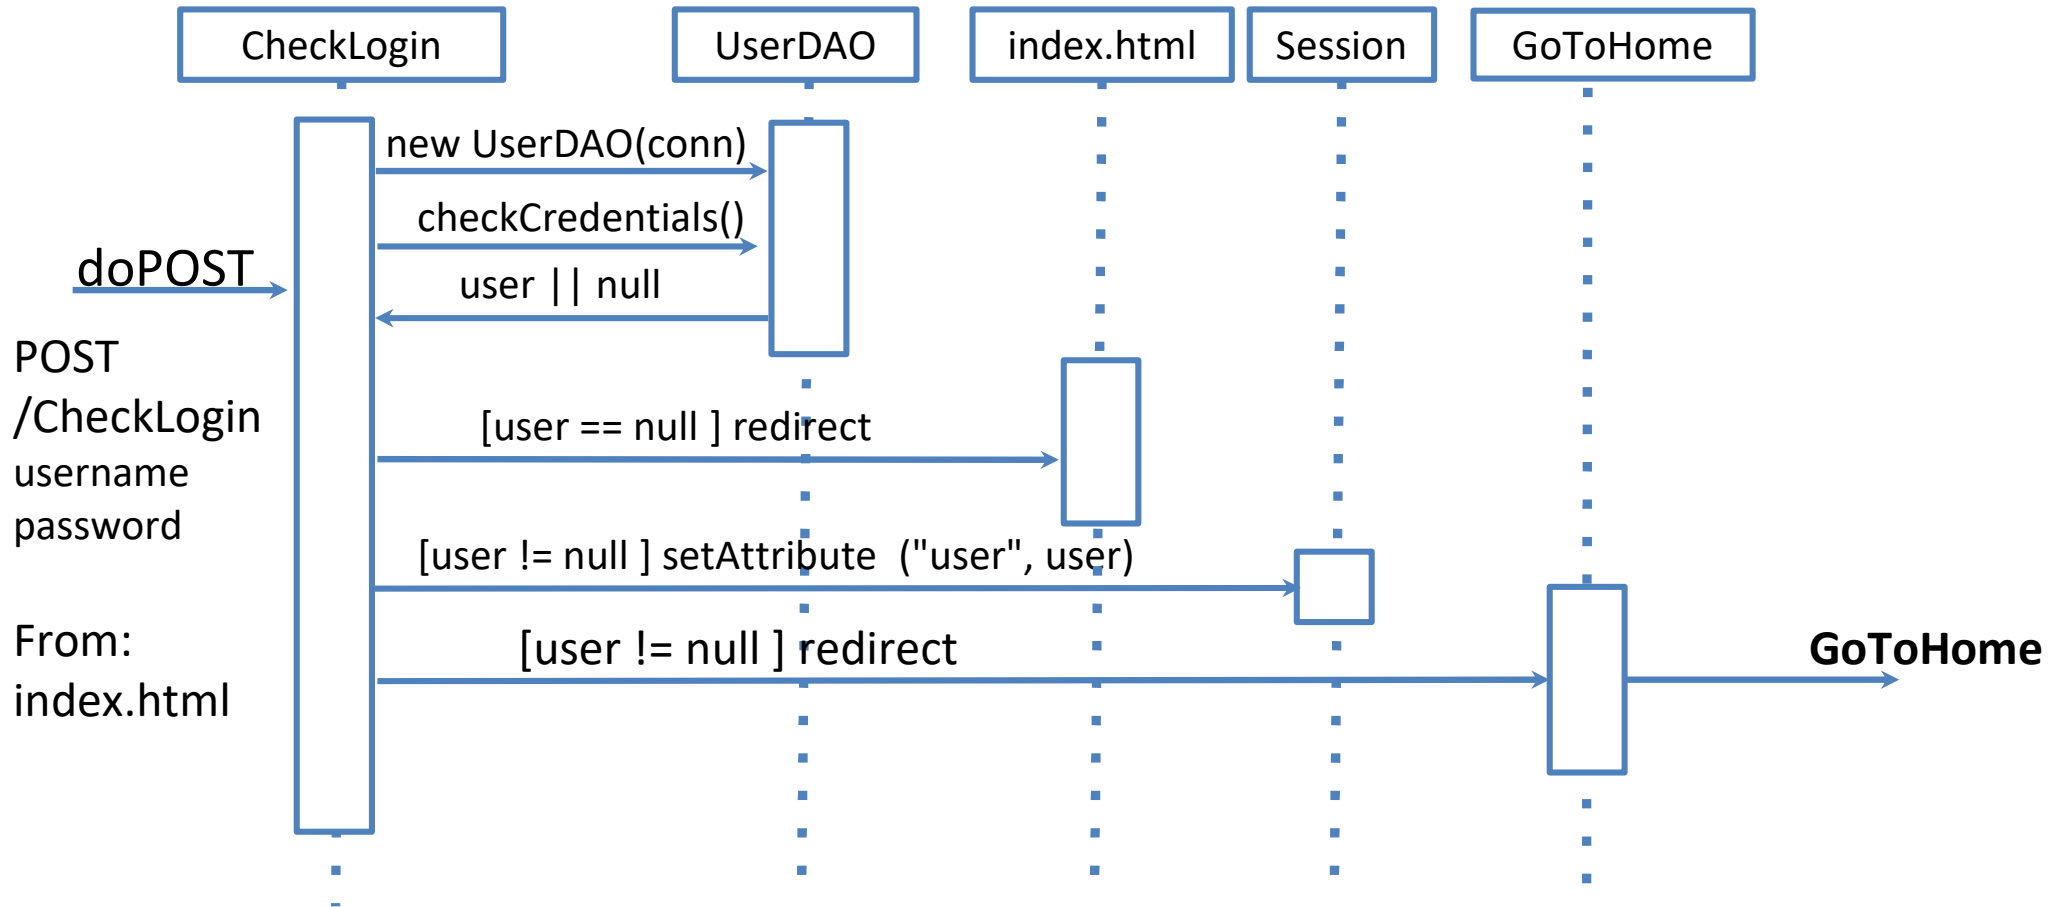 CheckLogin
UserDAO
index.html
Session
GoToHome
new UserDAO(conn)
checkCredentials()
doPOST
user || null
POST
/CheckLogin
username
password
[user == null ] redirect
[user != null ] setAttribute  ("user", user)
From:
index.html
[user != null ] redirect
GoToHome